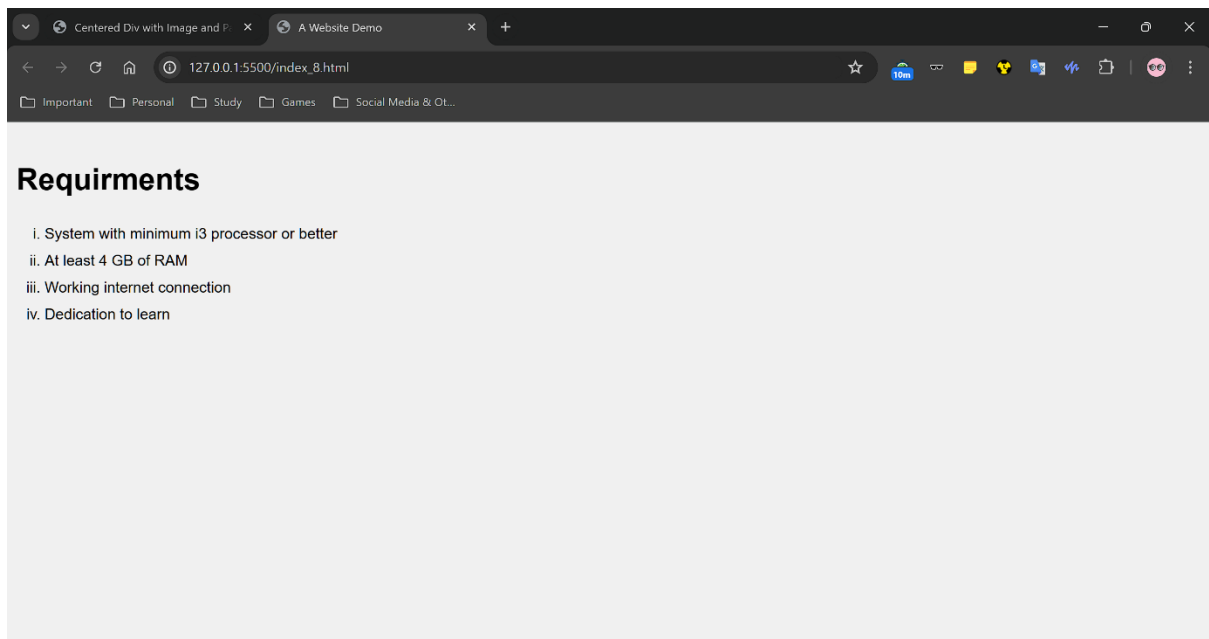 Centered Div with Image and P
A Website Demo
127.0.0.1:5500/index_8.html
10m
Important
Personal
Study
Games
Social Media & Ot...
Requirments
i. System with minimum i3 processor or better
ii. At least 4 GB of RAM
iii. Working internet connection
iv. Dedication to learn